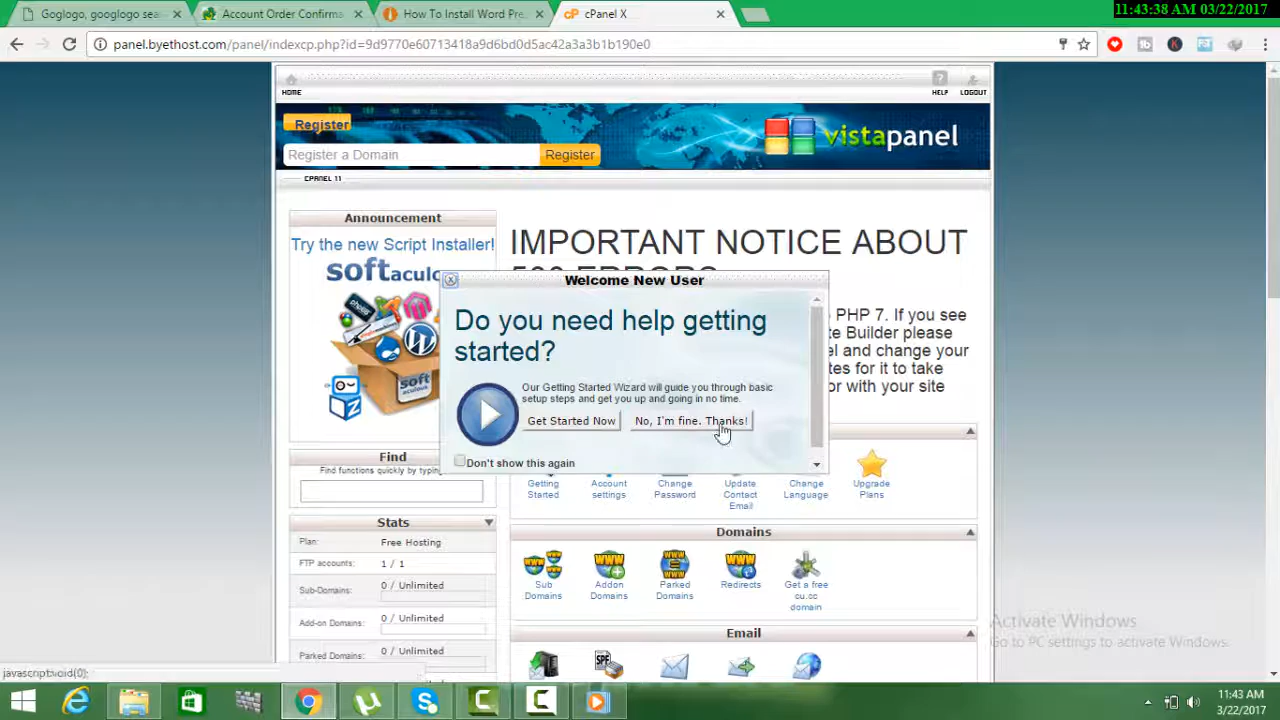 11:43:38 AM 03/22/2017
Goglogo, googlogo sea
Account Order Confirma
How To Install Word Pre
cPanel X
panel.byethost.com/panel/indexcp.php?id=9d9770e60713418a9d6b60d5ac42a3a3b1b190e0
HOME
HELP
LOGOUT
Register
Register a Domain
Register
vistapanel
CPANEL 11
Announcement
Try the new Script Installer!
softaculous
soft
IMPORTANT NOTICE ABOUT
500 ERRORS
PHP 7. If you see
te Builder please
el and change your
tes for it to take
or with your site
Welcome New User
Do you need help getting
started?
Our Getting Started Wizard will guide you through basic
setup steps and get you up and going in no time.
Get Started Now
No, I'm fine. Thanks!
Don't show this again
Find
Find functions quickly by typing
Getting
Started
Account
settings
Change
Password
Update
Contact
Email
Change
Language
Upgrade
Plans
Stats
Plan:
Free Hosting
FTP accounts:
1 / 1
Sub-Domains:
0 / Unlimited
Add-on Domains:
0 / Unlimited
Parked Domains:
0 / Unlimited
Domains
Sub
Domains
Addon
Domains
Parked
Domains
Redirects
Get a free
cu.cc
domain
Email
SPF
Activate Windows
Go to PC settings to activate Windows.
javascript:void(0);
11:43 AM
3/22/2017